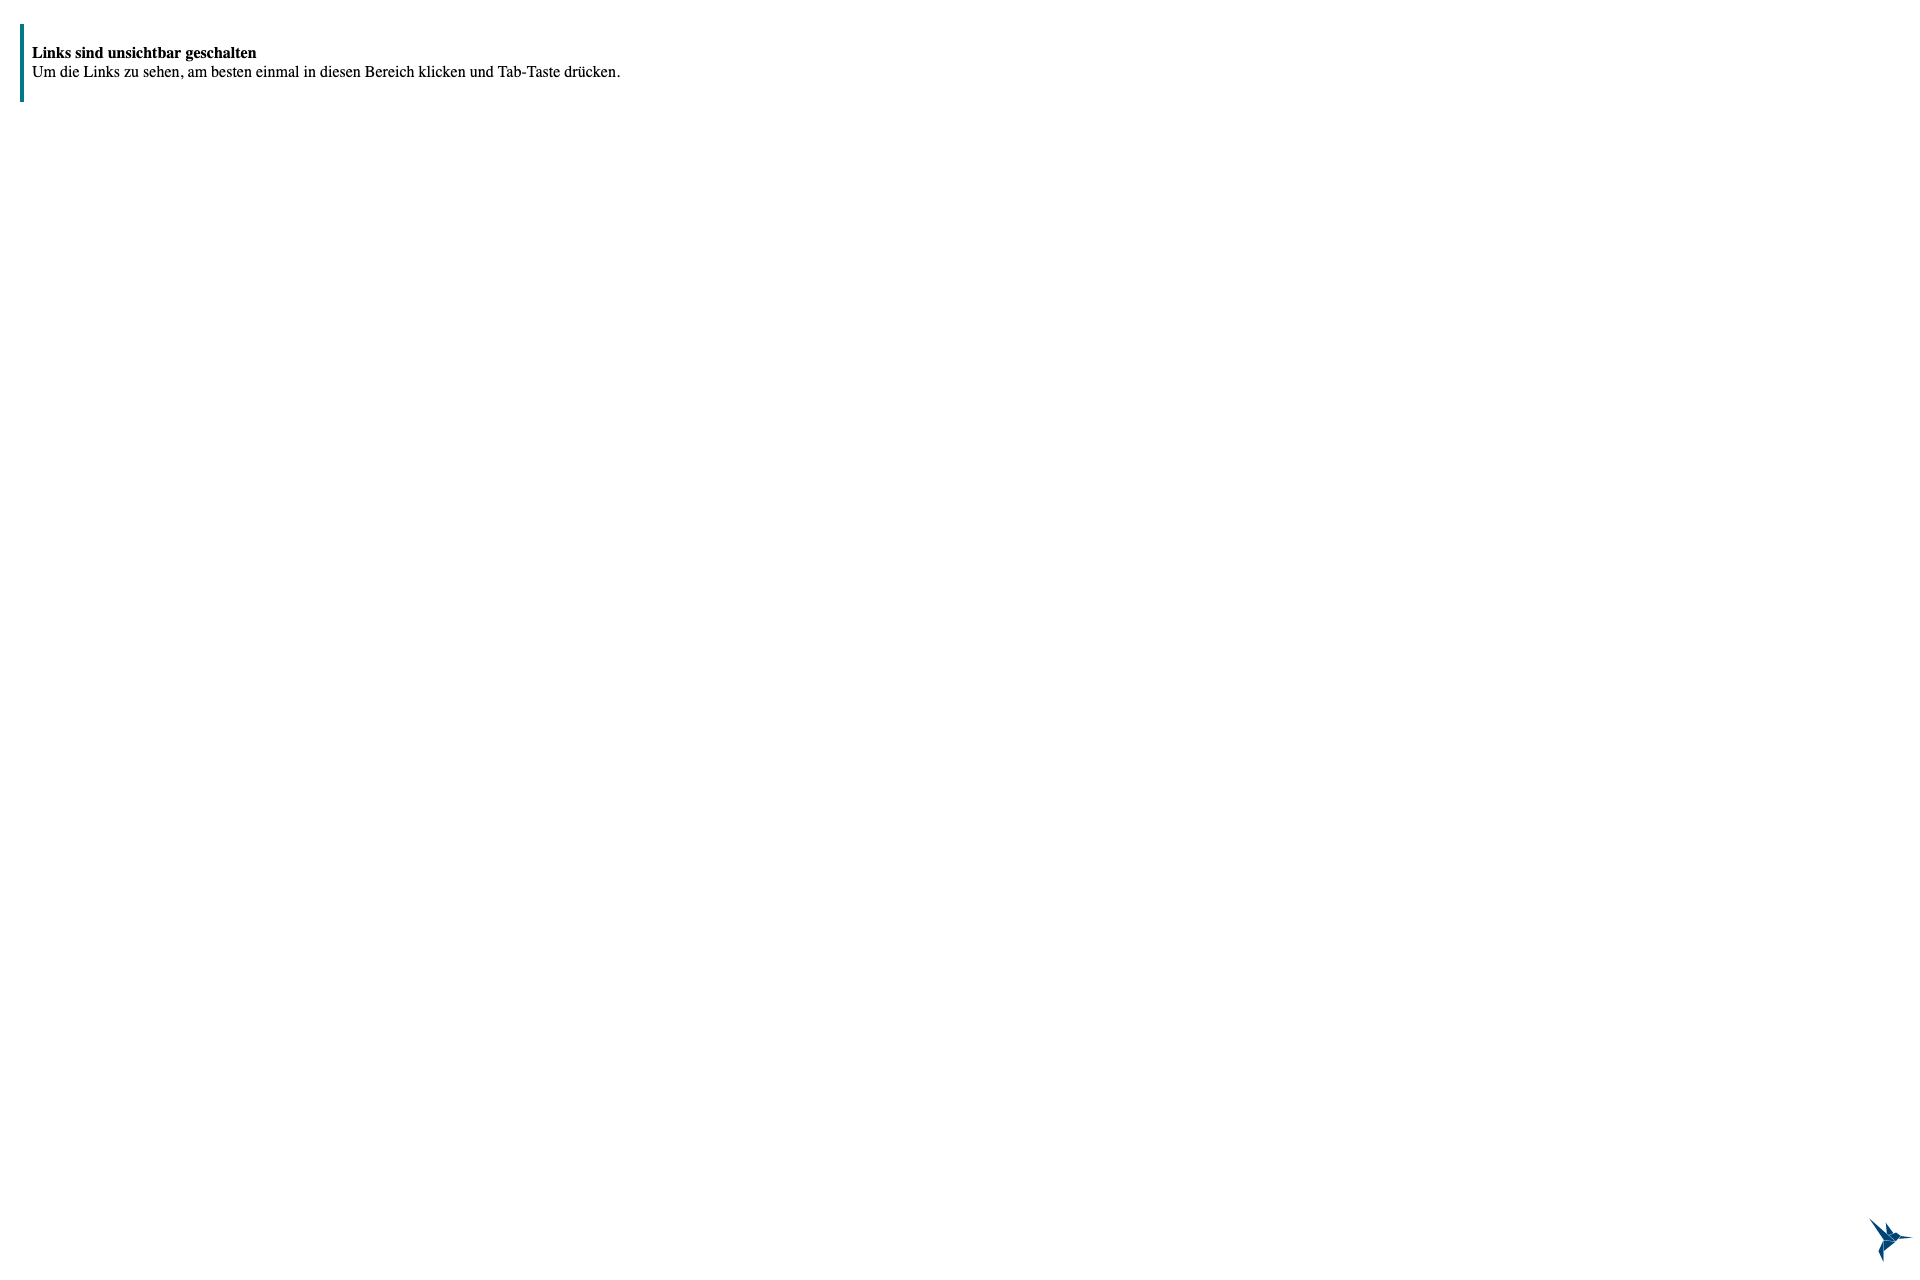 Links sind unsichtbar geschalten
Um die Links zu sehen, am besten einmal in diesen Bereich klicken und Tab-Taste drücken.